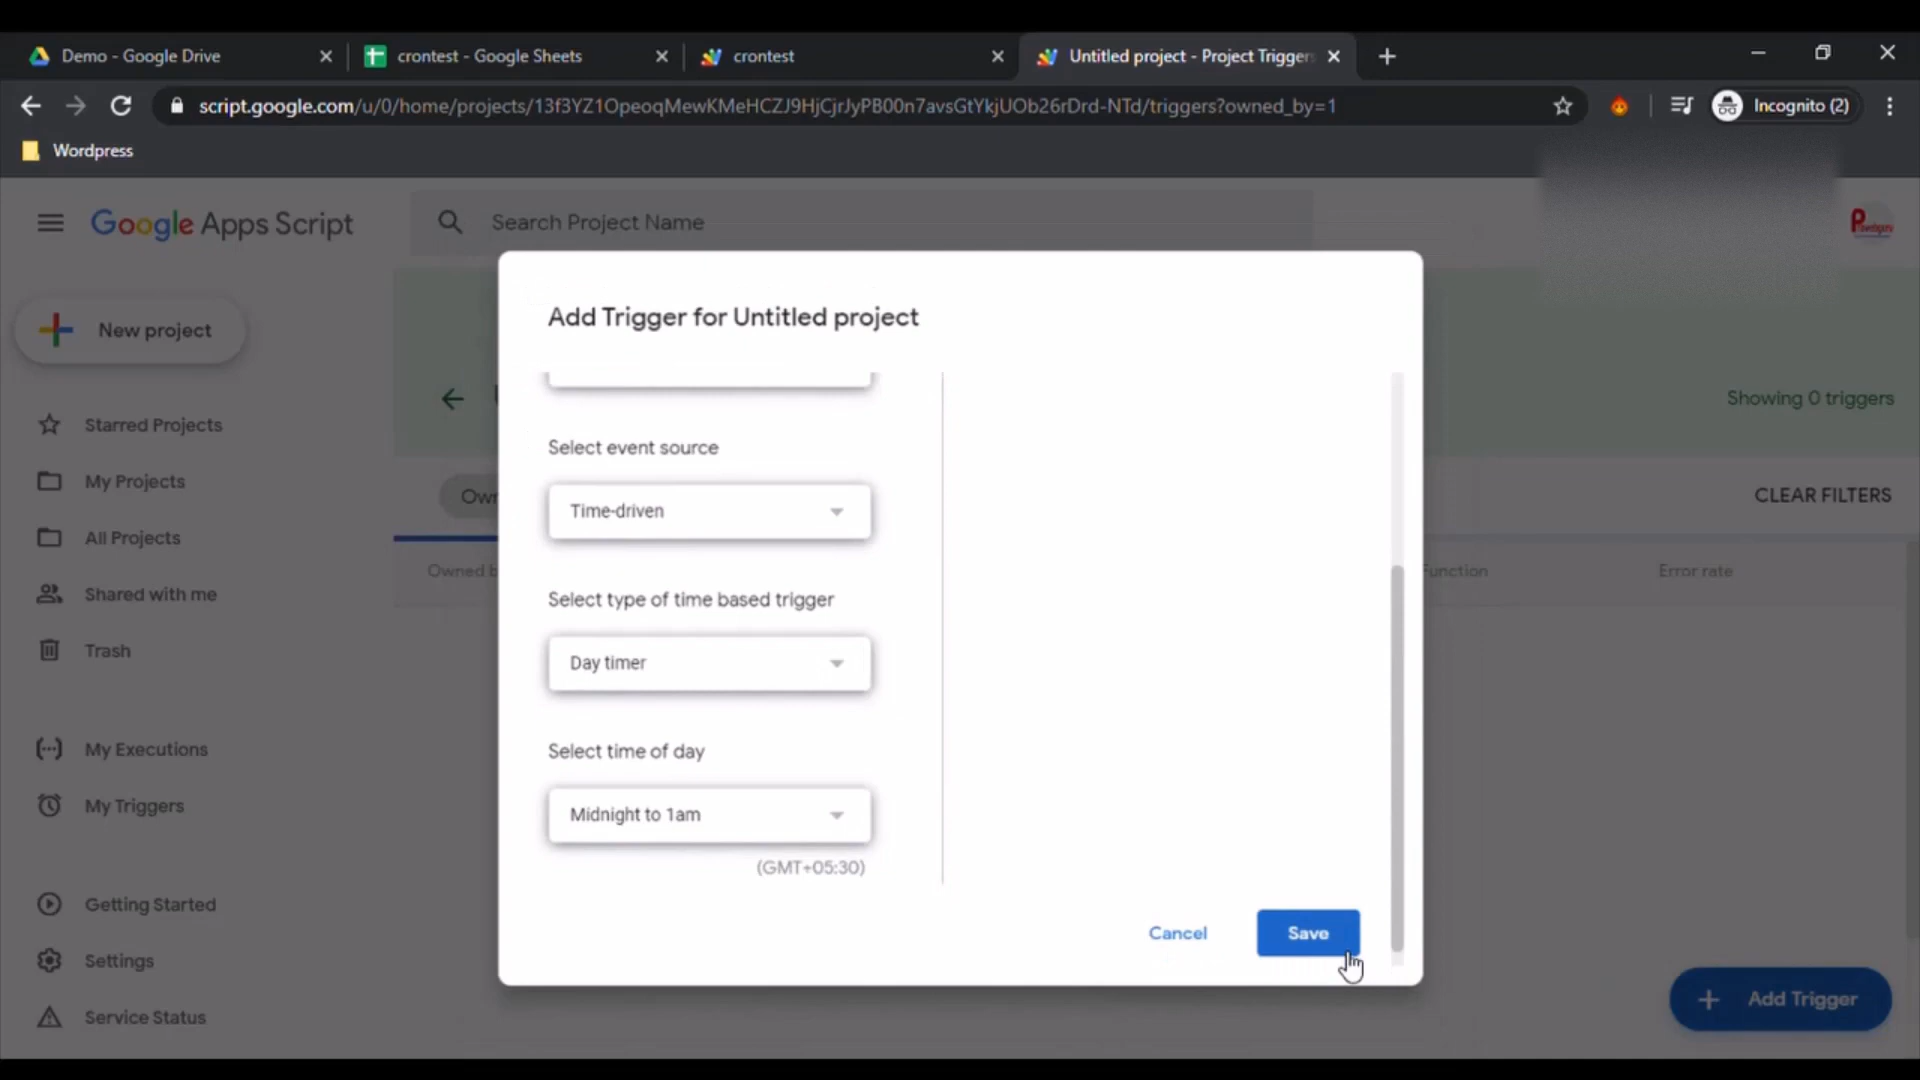 Demo - Google Drive
crontest - Google Sheets
crontest
Untitled project - Project Triggers
script.google.com/u/0/home/projects/13f3YZ1OpeoqMewKMeHCZJ9HjCjrJyPB00n7avsGtYkjUOb26rDrd-NTd/triggers?owned_by=1
Incognito (2)
Wordpress
Google Apps Script
Search Project Name
New project
Starred Projects
My Projects
All Projects
Shared with me
Trash
My Executions
My Triggers
Getting Started
Settings
Service Status
Showing 0 triggers
CLEAR FILTERS
Own
Owned b
Function
Error rate
Add Trigger for Untitled project
Select event source
Time-driven
Select type of time based trigger
Day timer
Select time of day
Midnight to 1am
(GMT+05:30)
Cancel
Save
Add Trigger